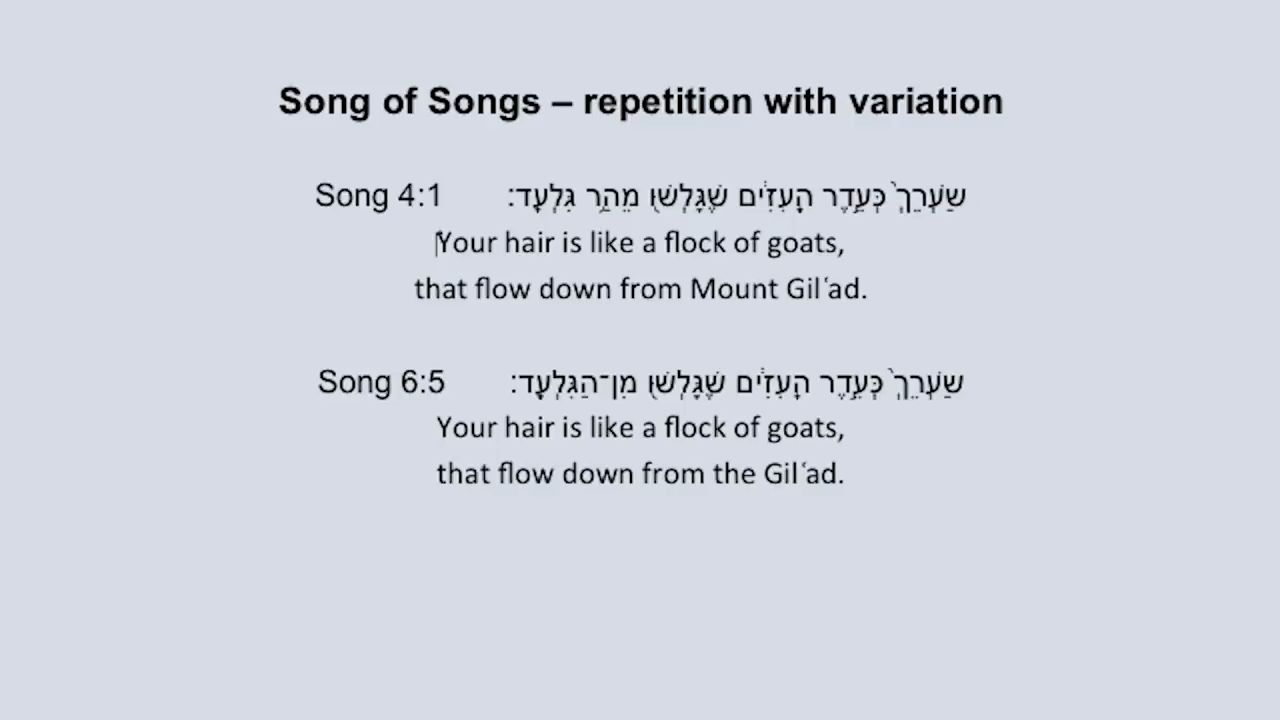 Song of Songs – repetition with variation
Song 4:1 שַׂעְרֵךְ֙ כְּעֵ֣דֶר הָֽעִזִּ֔ים שֶׁגָּלְשׁ֖וּ מֵהַ֥ר גִּלְעָֽד׃
Your hair is like a flock of goats,
that flow down from Mount Gilʿad.
Song 6:5 שַׂעְרֵךְ֙ כְּעֵ֣דֶר הָֽעִזִּ֔ים שֶׁגָּלְשׁ֖וּ מִן־הַגִּלְעָֽד׃
Your hair is like a flock of goats,
that flow down from the Gilʿad.